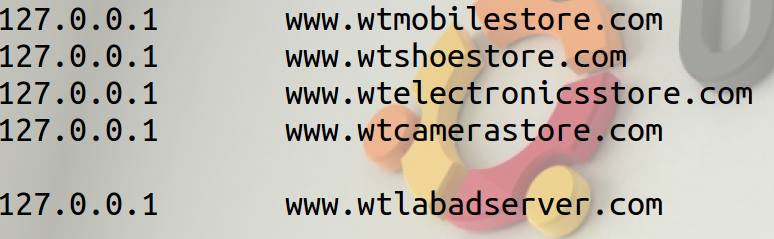 127.0.0.1 www.wtmobilestore.com
127.0.0.1 www.wtshoestore.com
127.0.0.1 www.wtelectronicsstore.com
127.0.0.1 www.wtcamerastore.com
127.0.0.1 www.wtlabadserver.com